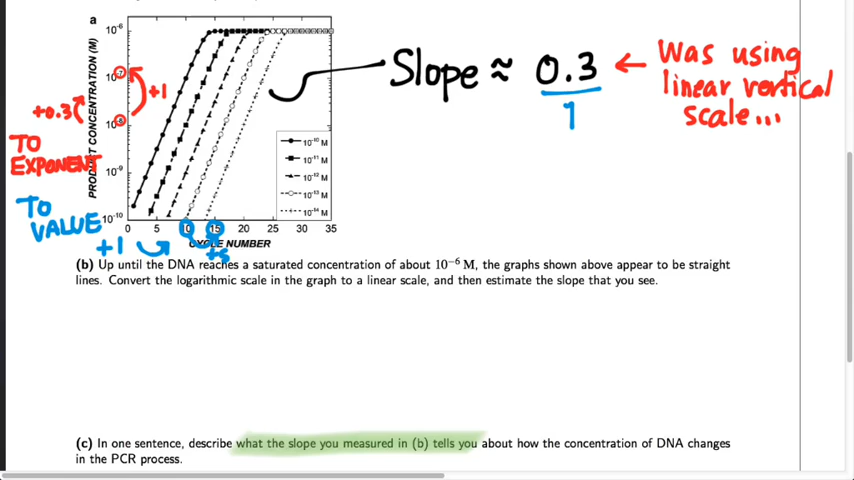 a
PRODUCT CONCENTRATION (M)
10-6
10-7
10-8
10-9
10-10
0 5 10 15 20 25 30 35
CYCLE NUMBER
10-10 M
10-11 M
10-12 M
10-13 M
10-14 M
+1
+0.3
TO
EXPONENT
TO
VALUE
+1
+5
Slope ≈ 0.3
1
← Was using
linear vertical
scale...
(b) Up until the DNA reaches a saturated concentration of about 10−6 M, the graphs shown above appear to be straight
lines. Convert the logarithmic scale in the graph to a linear scale, and then estimate the slope that you see.
(c) In one sentence, describe what the slope you measured in (b) tells you about how the concentration of DNA changes
in the PCR process.